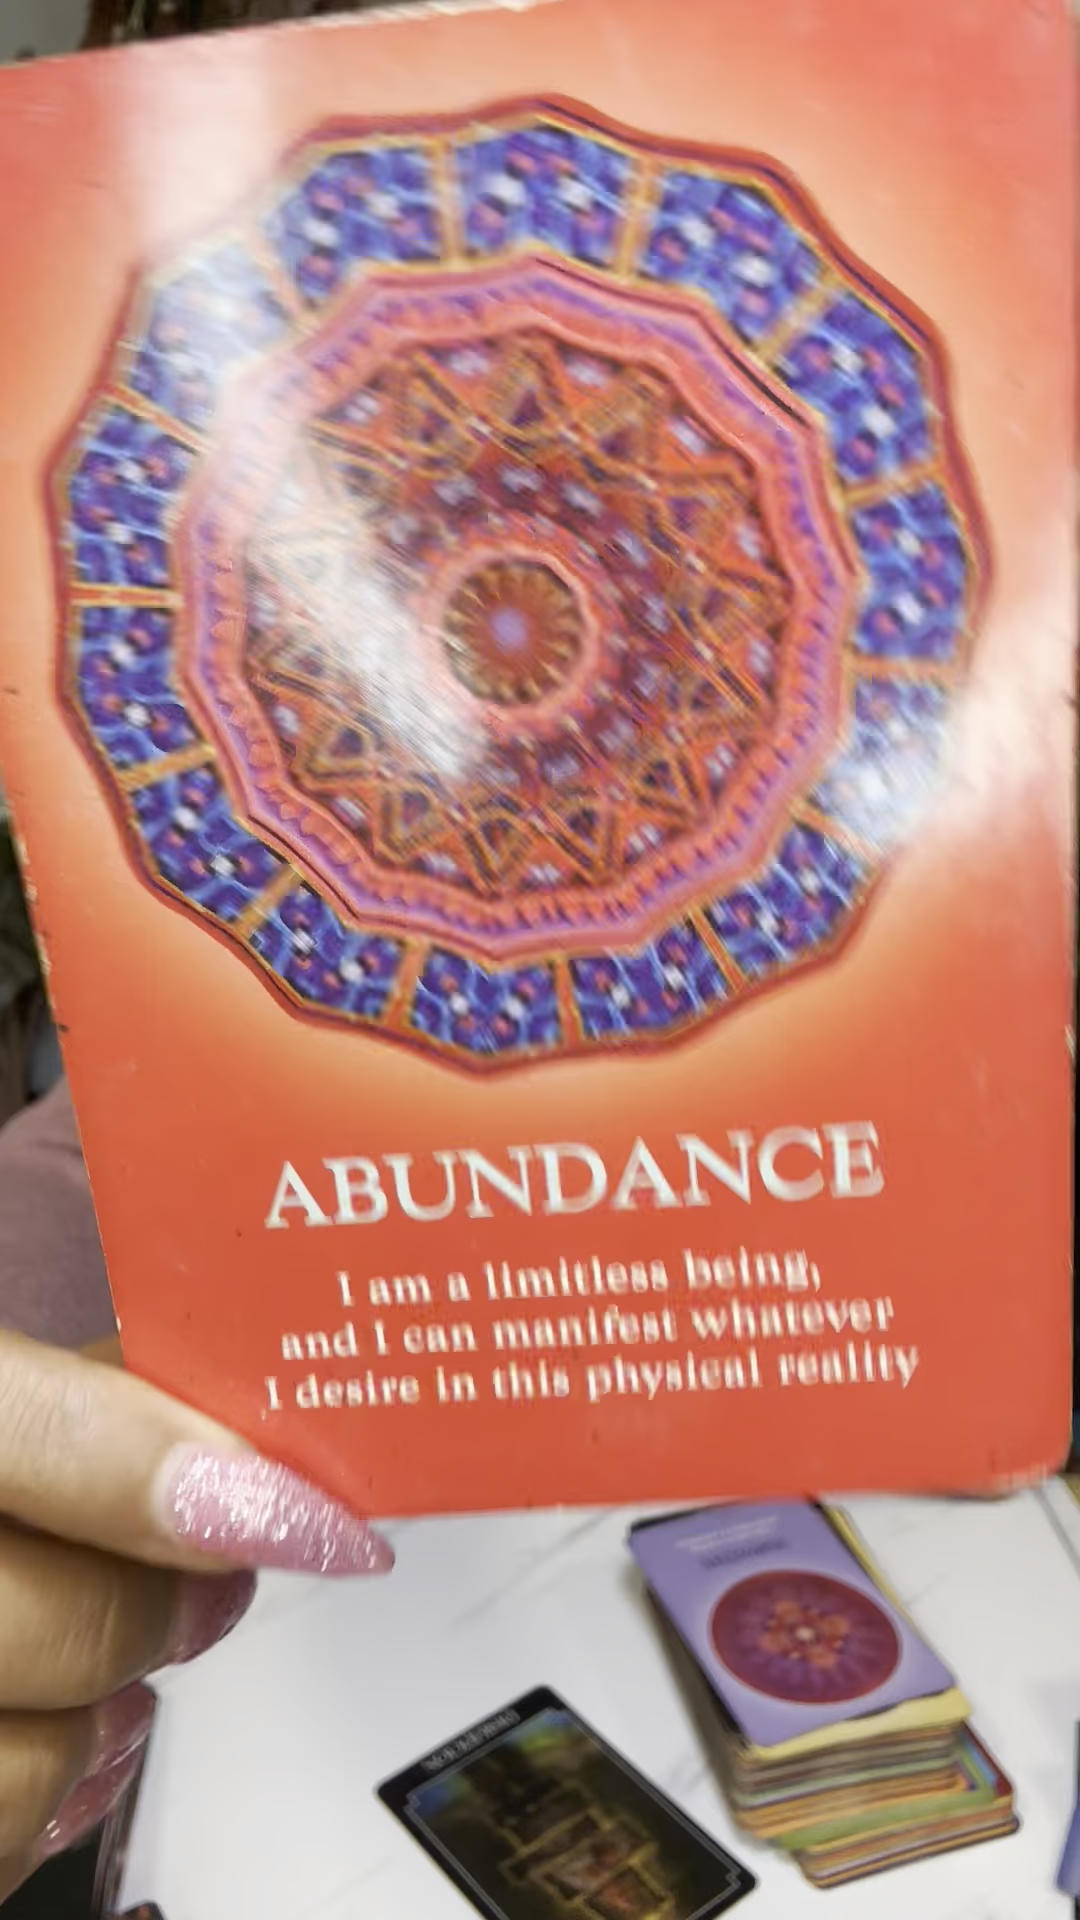 ABUNDANCE
I am a limitless being,
and I can manifest whatever
I desire in this physical reality